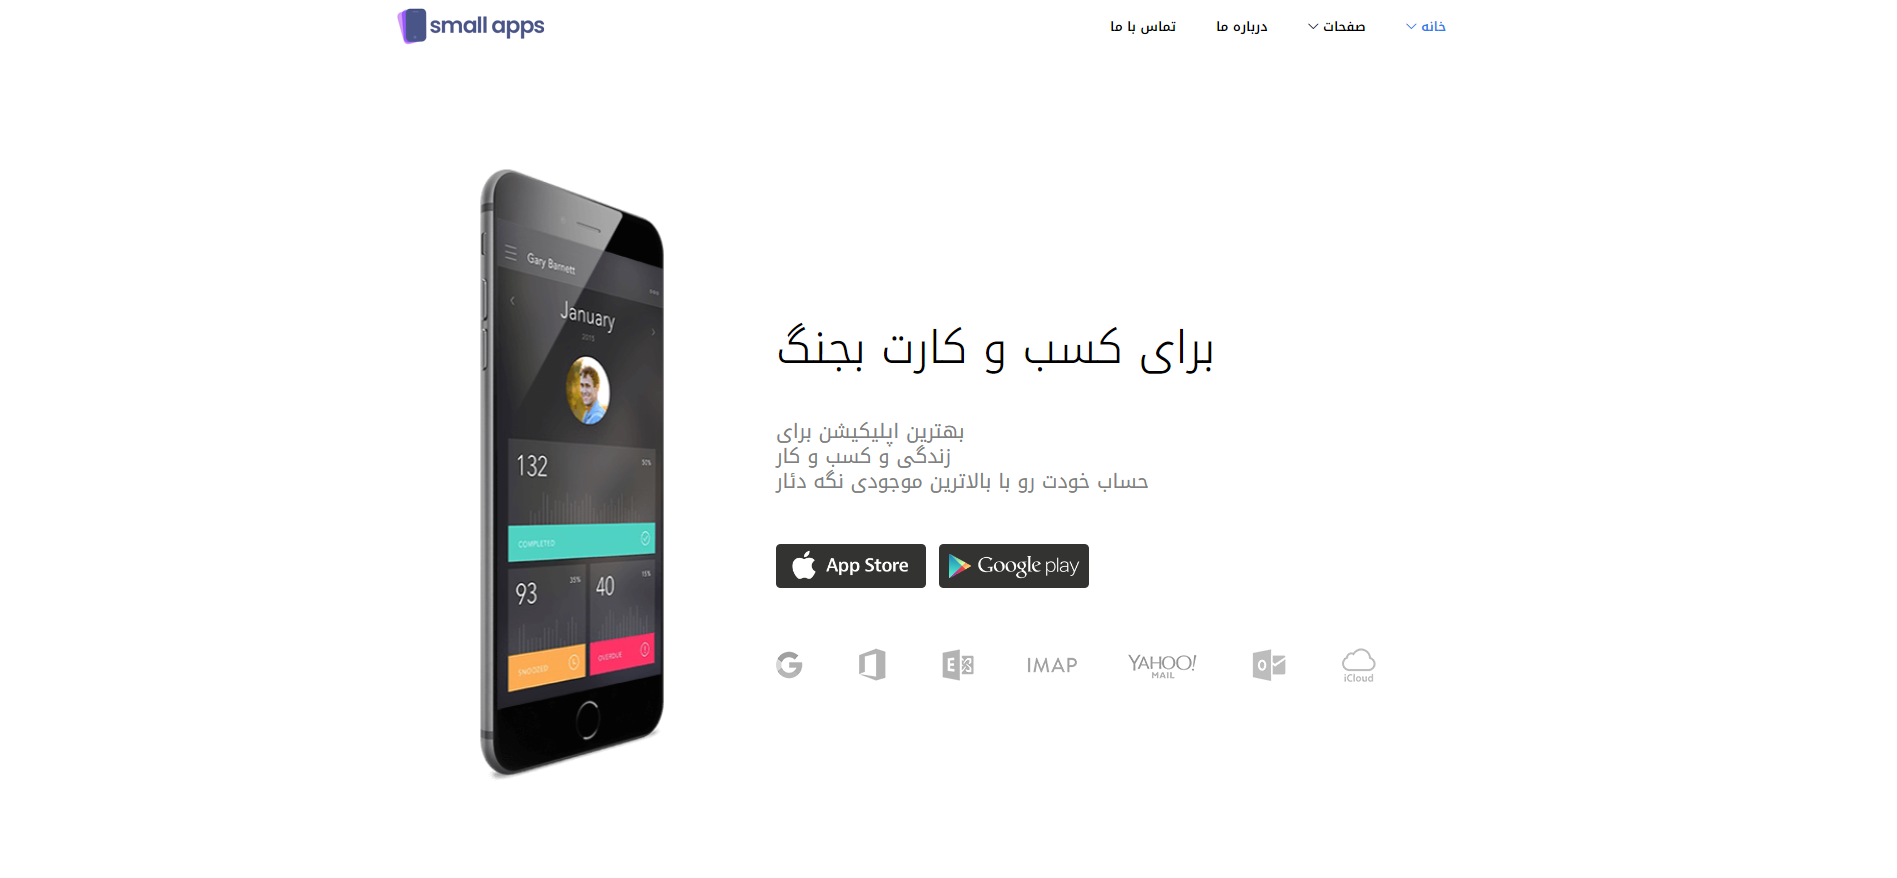 small apps
خانه
صفحات
درباره ما
تماس با ما
Gary Barnett
January
2015
132
50%
COMPLETED
93
35%
40
15%
SNOOZED
OVERDUE
برای کسب و کارت بجنگ
بهترین اپلیکیشن برای
زندگی و کسب و کار
حساب خودت رو با بالاترین موجودی نگه دئار
App Store
Google play
IMAP
YAHOO!
MAIL
iCloud